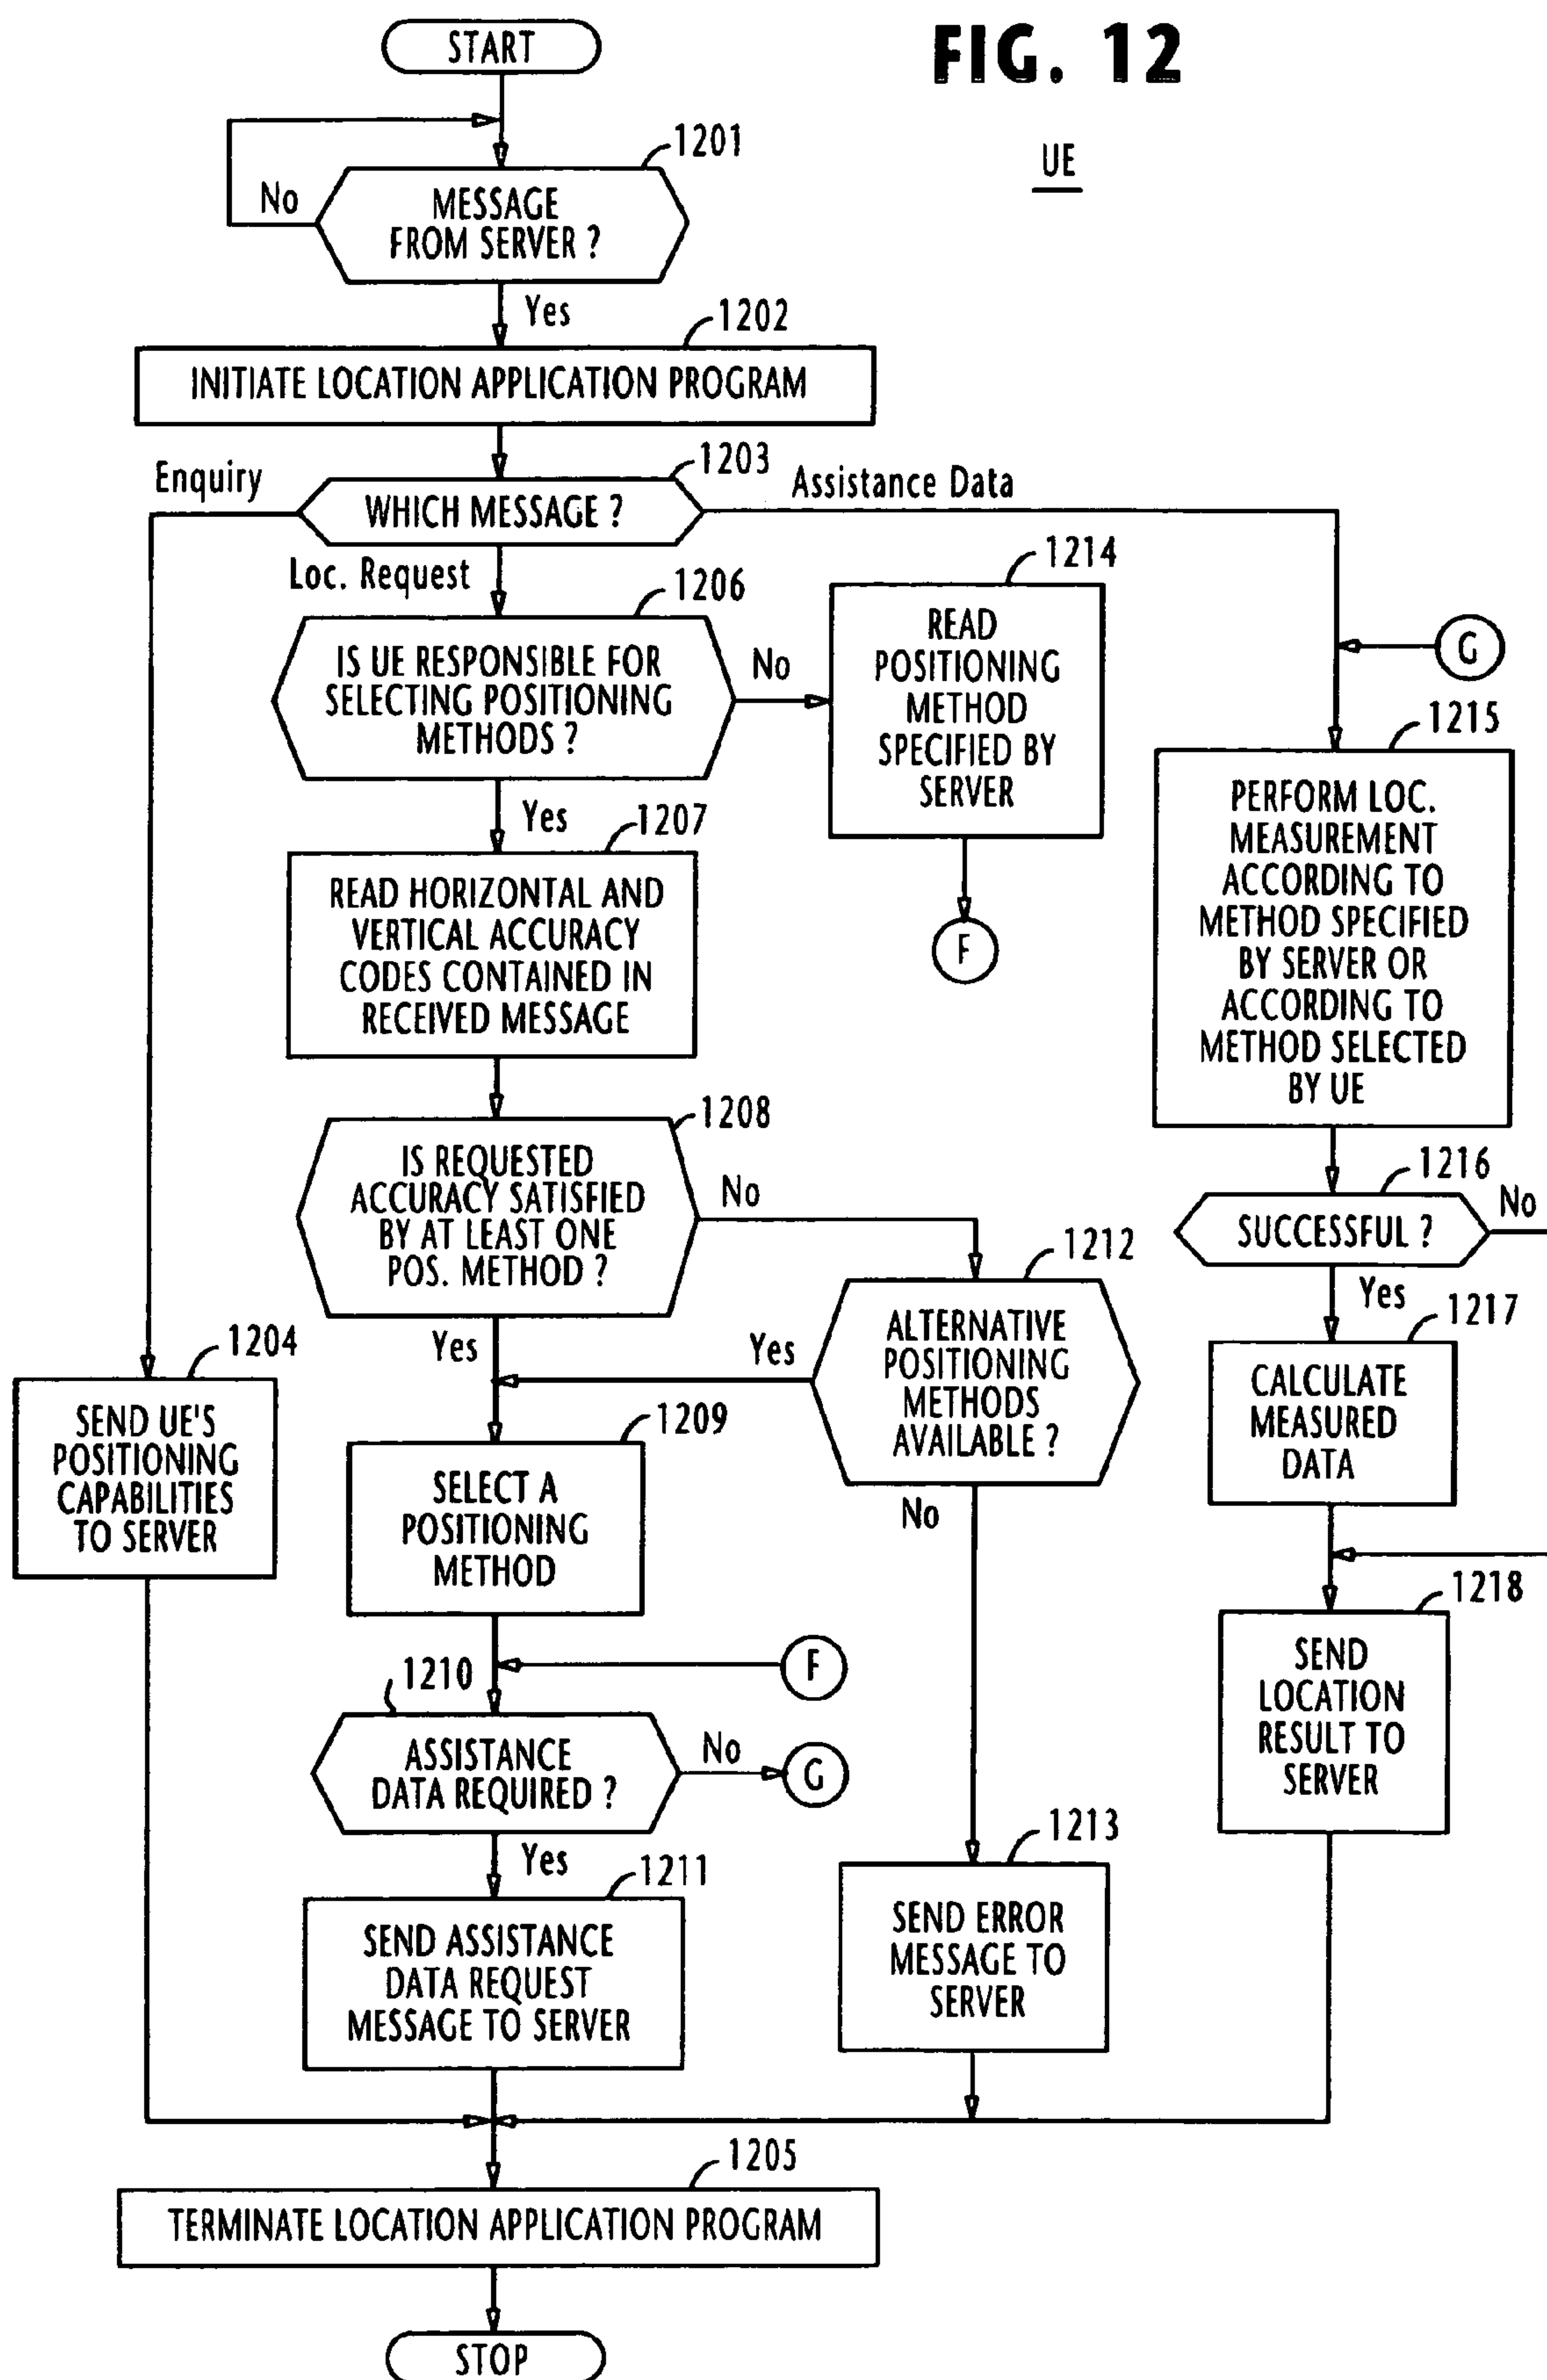 START
FIG. 12
UE
1201
No
MESSAGE
FROM SERVER ?
Yes
1202
INITIATE LOCATION APPLICATION PROGRAM
Enquiry
1203
WHICH MESSAGE ?
Assistance Data
Loc. Request
1206
IS UE RESPONSIBLE FOR
SELECTING POSITIONING
METHODS ?
No
1214
READ
POSITIONING
METHOD
SPECIFIED BY
SERVER
F
G
Yes
1207
READ HORIZONTAL AND
VERTICAL ACCURACY
CODES CONTAINED IN
RECEIVED MESSAGE
1215
PERFORM LOC.
MEASUREMENT
ACCORDING TO
METHOD SPECIFIED
BY SERVER OR
ACCORDING TO
METHOD SELECTED
BY UE
1208
IS REQUESTED
ACCURACY SATISFIED
BY AT LEAST ONE
POS. METHOD ?
No
1216
SUCCESSFUL ?
No
Yes
1212
ALTERNATIVE
POSITIONING
METHODS
AVAILABLE ?
Yes
No
1217
CALCULATE
MEASURED
DATA
1204
SEND UE'S
POSITIONING
CAPABILITIES
TO SERVER
Yes
1209
SELECT A
POSITIONING
METHOD
1218
SEND
LOCATION
RESULT TO
SERVER
F
1210
ASSISTANCE
DATA REQUIRED ?
No
G
Yes
1211
SEND ASSISTANCE
DATA REQUEST
MESSAGE TO SERVER
1213
SEND ERROR
MESSAGE TO
SERVER
1205
TERMINATE LOCATION APPLICATION PROGRAM
STOP